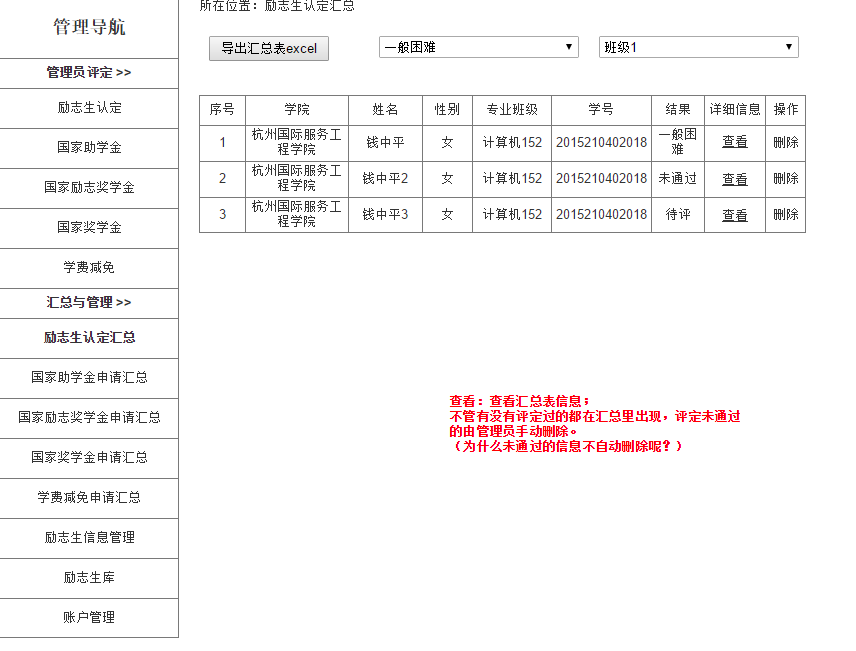 管理导航
管理员评定 >>
励志生认定
国家助学金
国家励志奖学金
国家奖学金
学费减免
汇总与管理 >>
励志生认定汇总
国家助学金申请汇总
国家励志奖学金申请汇总
国家奖学金申请汇总
学费减免申请汇总
励志生信息管理
励志生库
账户管理
所在位置：励志生认定汇总
导出汇总表excel 一般困难 班级1
序号 学院 姓名 性别 专业班级 学号 结果 详细信息 操作
1 杭州国际服务工程学院 钱中平 女 计算机152 2015210402018 一般困难 查看 删除
2 杭州国际服务工程学院 钱中平2 女 计算机152 2015210402018 未通过 查看 删除
3 杭州国际服务工程学院 钱中平3 女 计算机152 2015210402018 待评 查看 删除
查看：查看汇总表信息；
不管有没有评定过的都在汇总里出现，评定未通过
的由管理员手动删除。
（为什么未通过的信息不自动删除呢？）